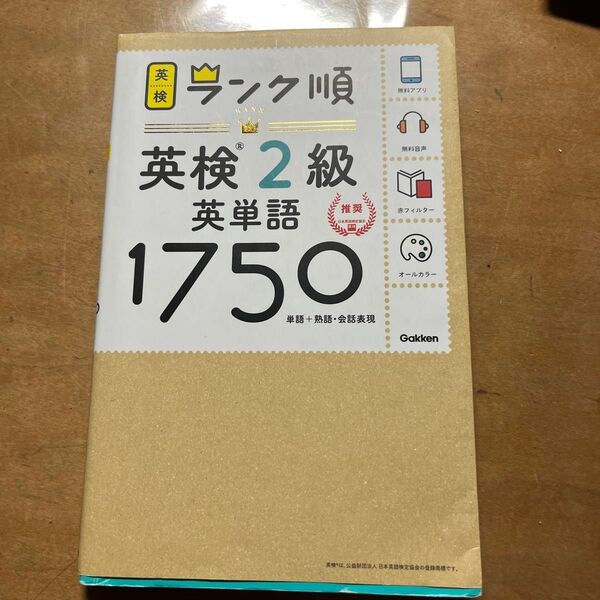 英検
ランク順
RANK
英検®2級
英単語
1750
単語+熟語・会話表現
推奨
無料アプリ
無料音声
赤フィルター
オールカラー
Gakken
英検®は、公益財団法人 日本英語検定協会の登録商標です。